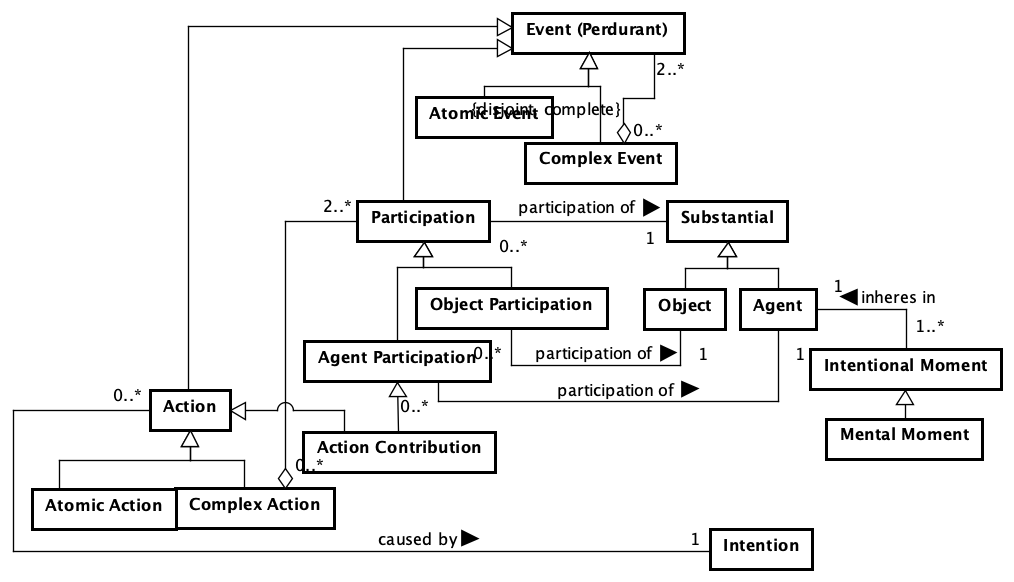 Event (Perdurant)
2..*
Atomic Event
{disjoint, complete}
0..*
Complex Event
2..*
Participation
participation of
Substantial
0..*
1
Object Participation
Object
Agent
1
inheres in
1..*
Agent Participation
0..*
participation of
1
1
Intentional Moment
participation of
0..*
0..*
Action
Action Contribution
Mental Moment
0..*
Atomic Action
Complex Action
caused by
1
Intention